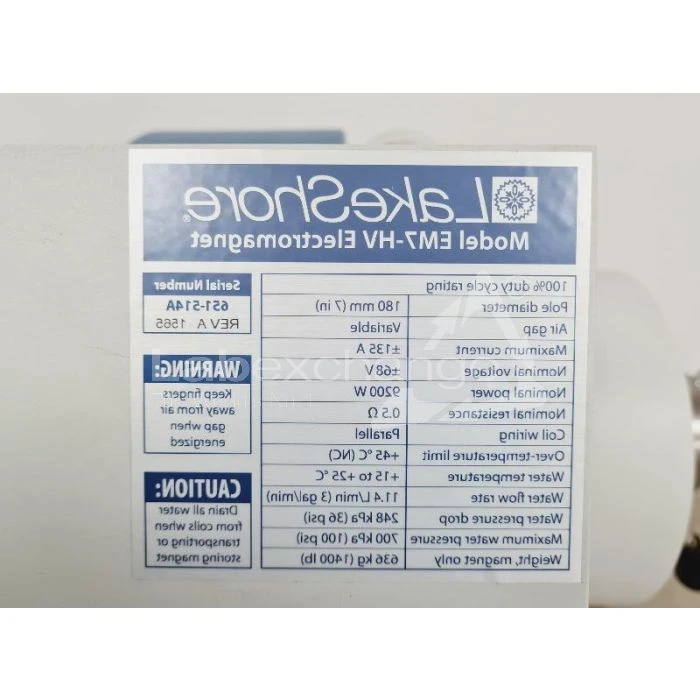 LakeShore®
Model EM7-HV Electromagnet
100% duty cycle rating
Pole diameter 180 mm (7 in)
Air gap Variable
Maximum current ±135 A
Nominal voltage ±68 V
Nominal power 9200 W
Nominal resistance 0.5 Ω
Coil wiring Parallel
Over-temperature limit +45 °C (NC)
Water temperature +15 to +25 °C
Water flow rate 11.4 L/min (3 gal/min)
Water pressure drop 248 kPa (36 psi)
Maximum water pressure 700 kPa (100 psi)
Weight, magnet only 636 kg (1400 lb)
Serial Number
651-514A
REV A 1565
WARNING:
Keep fingers
away from air
gap when
energized
CAUTION:
Drain all water
from coils when
transporting or
storing magnet
Labexchange